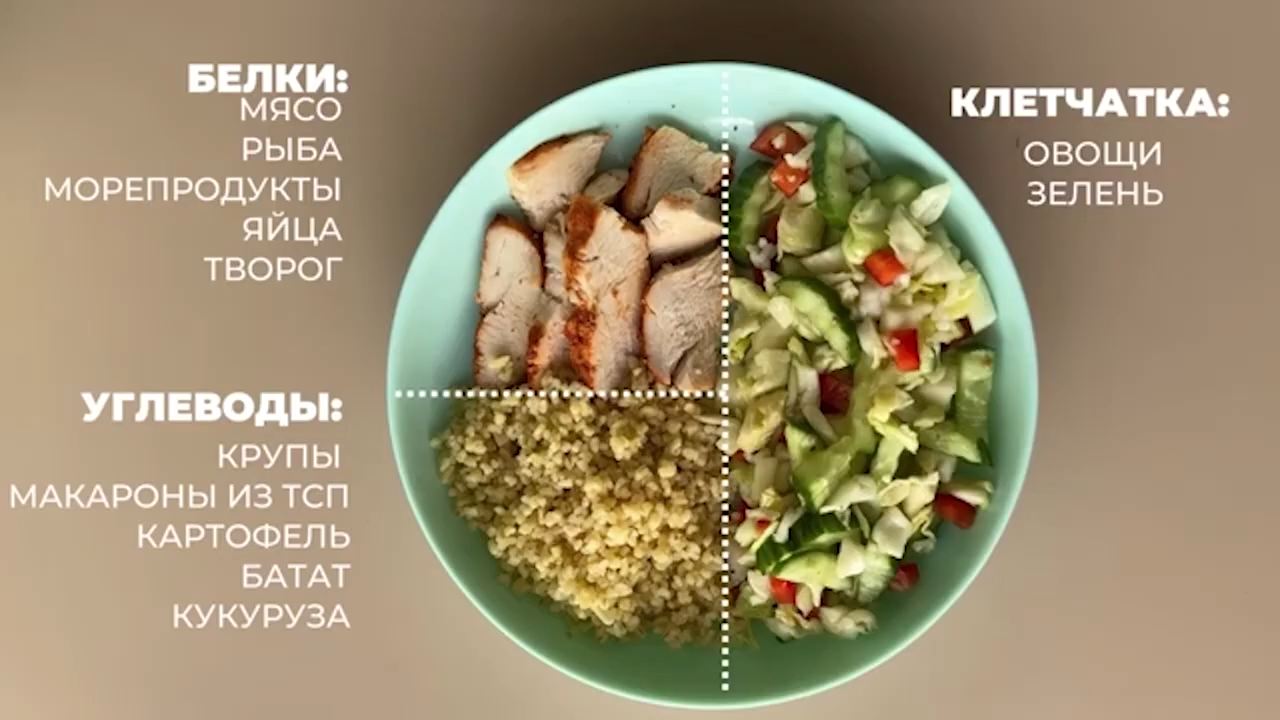 БЕЛКИ:
МЯСО
РЫБА
МОРЕПРОДУКТЫ
ЯЙЦА
ТВОРОГ
УГЛЕВОДЫ:
КРУПЫ
МАКАРОНЫ ИЗ ТСП
КАРТОФЕЛЬ
БАТАТ
КУКУРУЗА
КЛЕТЧАТКА:
ОВОЩИ
ЗЕЛЕНЬ